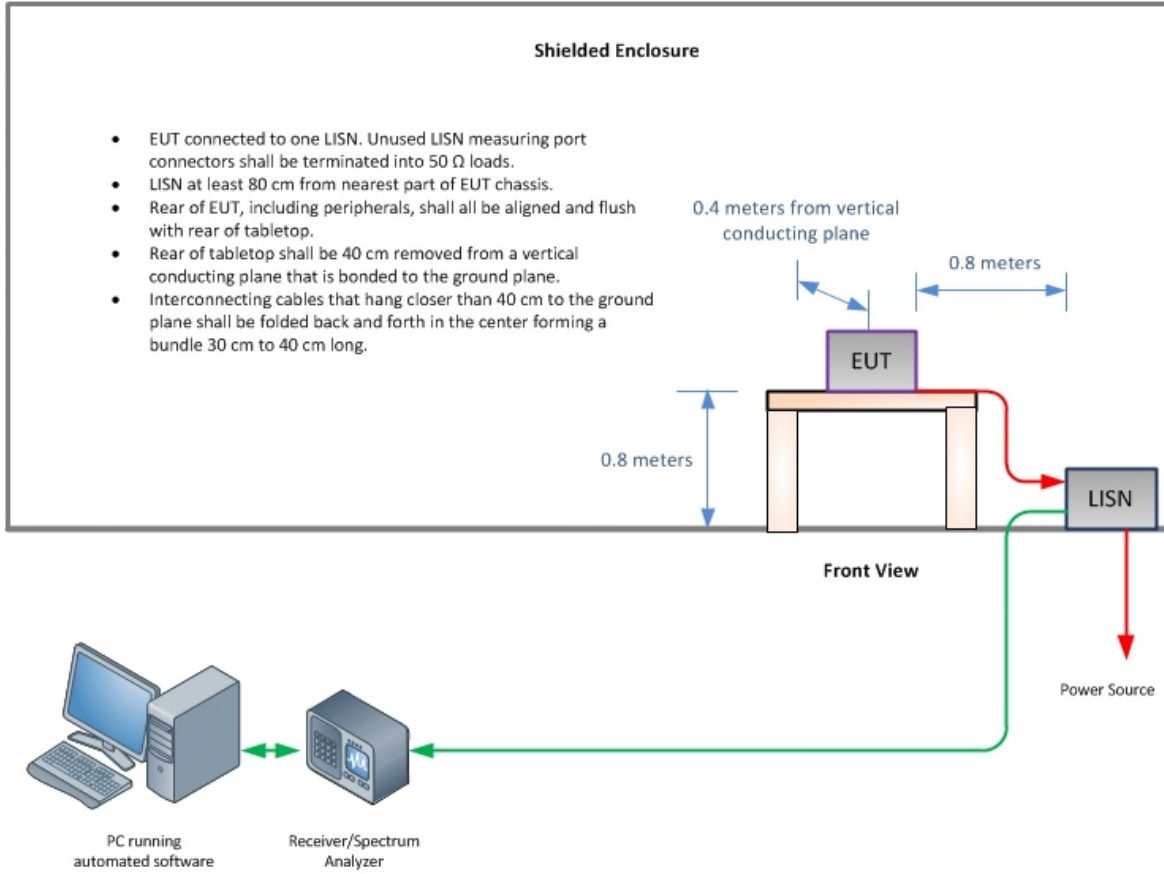 Shielded Enclosure
• EUT connected to one LISN. Unused LISN measuring port
connectors shall be terminated into 50 Ω loads.
• LISN at least 80 cm from nearest part of EUT chassis.
• Rear of EUT, including peripherals, shall all be aligned and flush
with rear of tabletop.
• Rear of tabletop shall be 40 cm removed from a vertical
conducting plane that is bonded to the ground plane.
• Interconnecting cables that hang closer than 40 cm to the ground
plane shall be folded back and forth in the center forming a
bundle 30 cm to 40 cm long.
0.4 meters from vertical
conducting plane
0.8 meters
EUT
0.8 meters
LISN
Front View
Power Source
PC running
automated software
Receiver/Spectrum
Analyzer